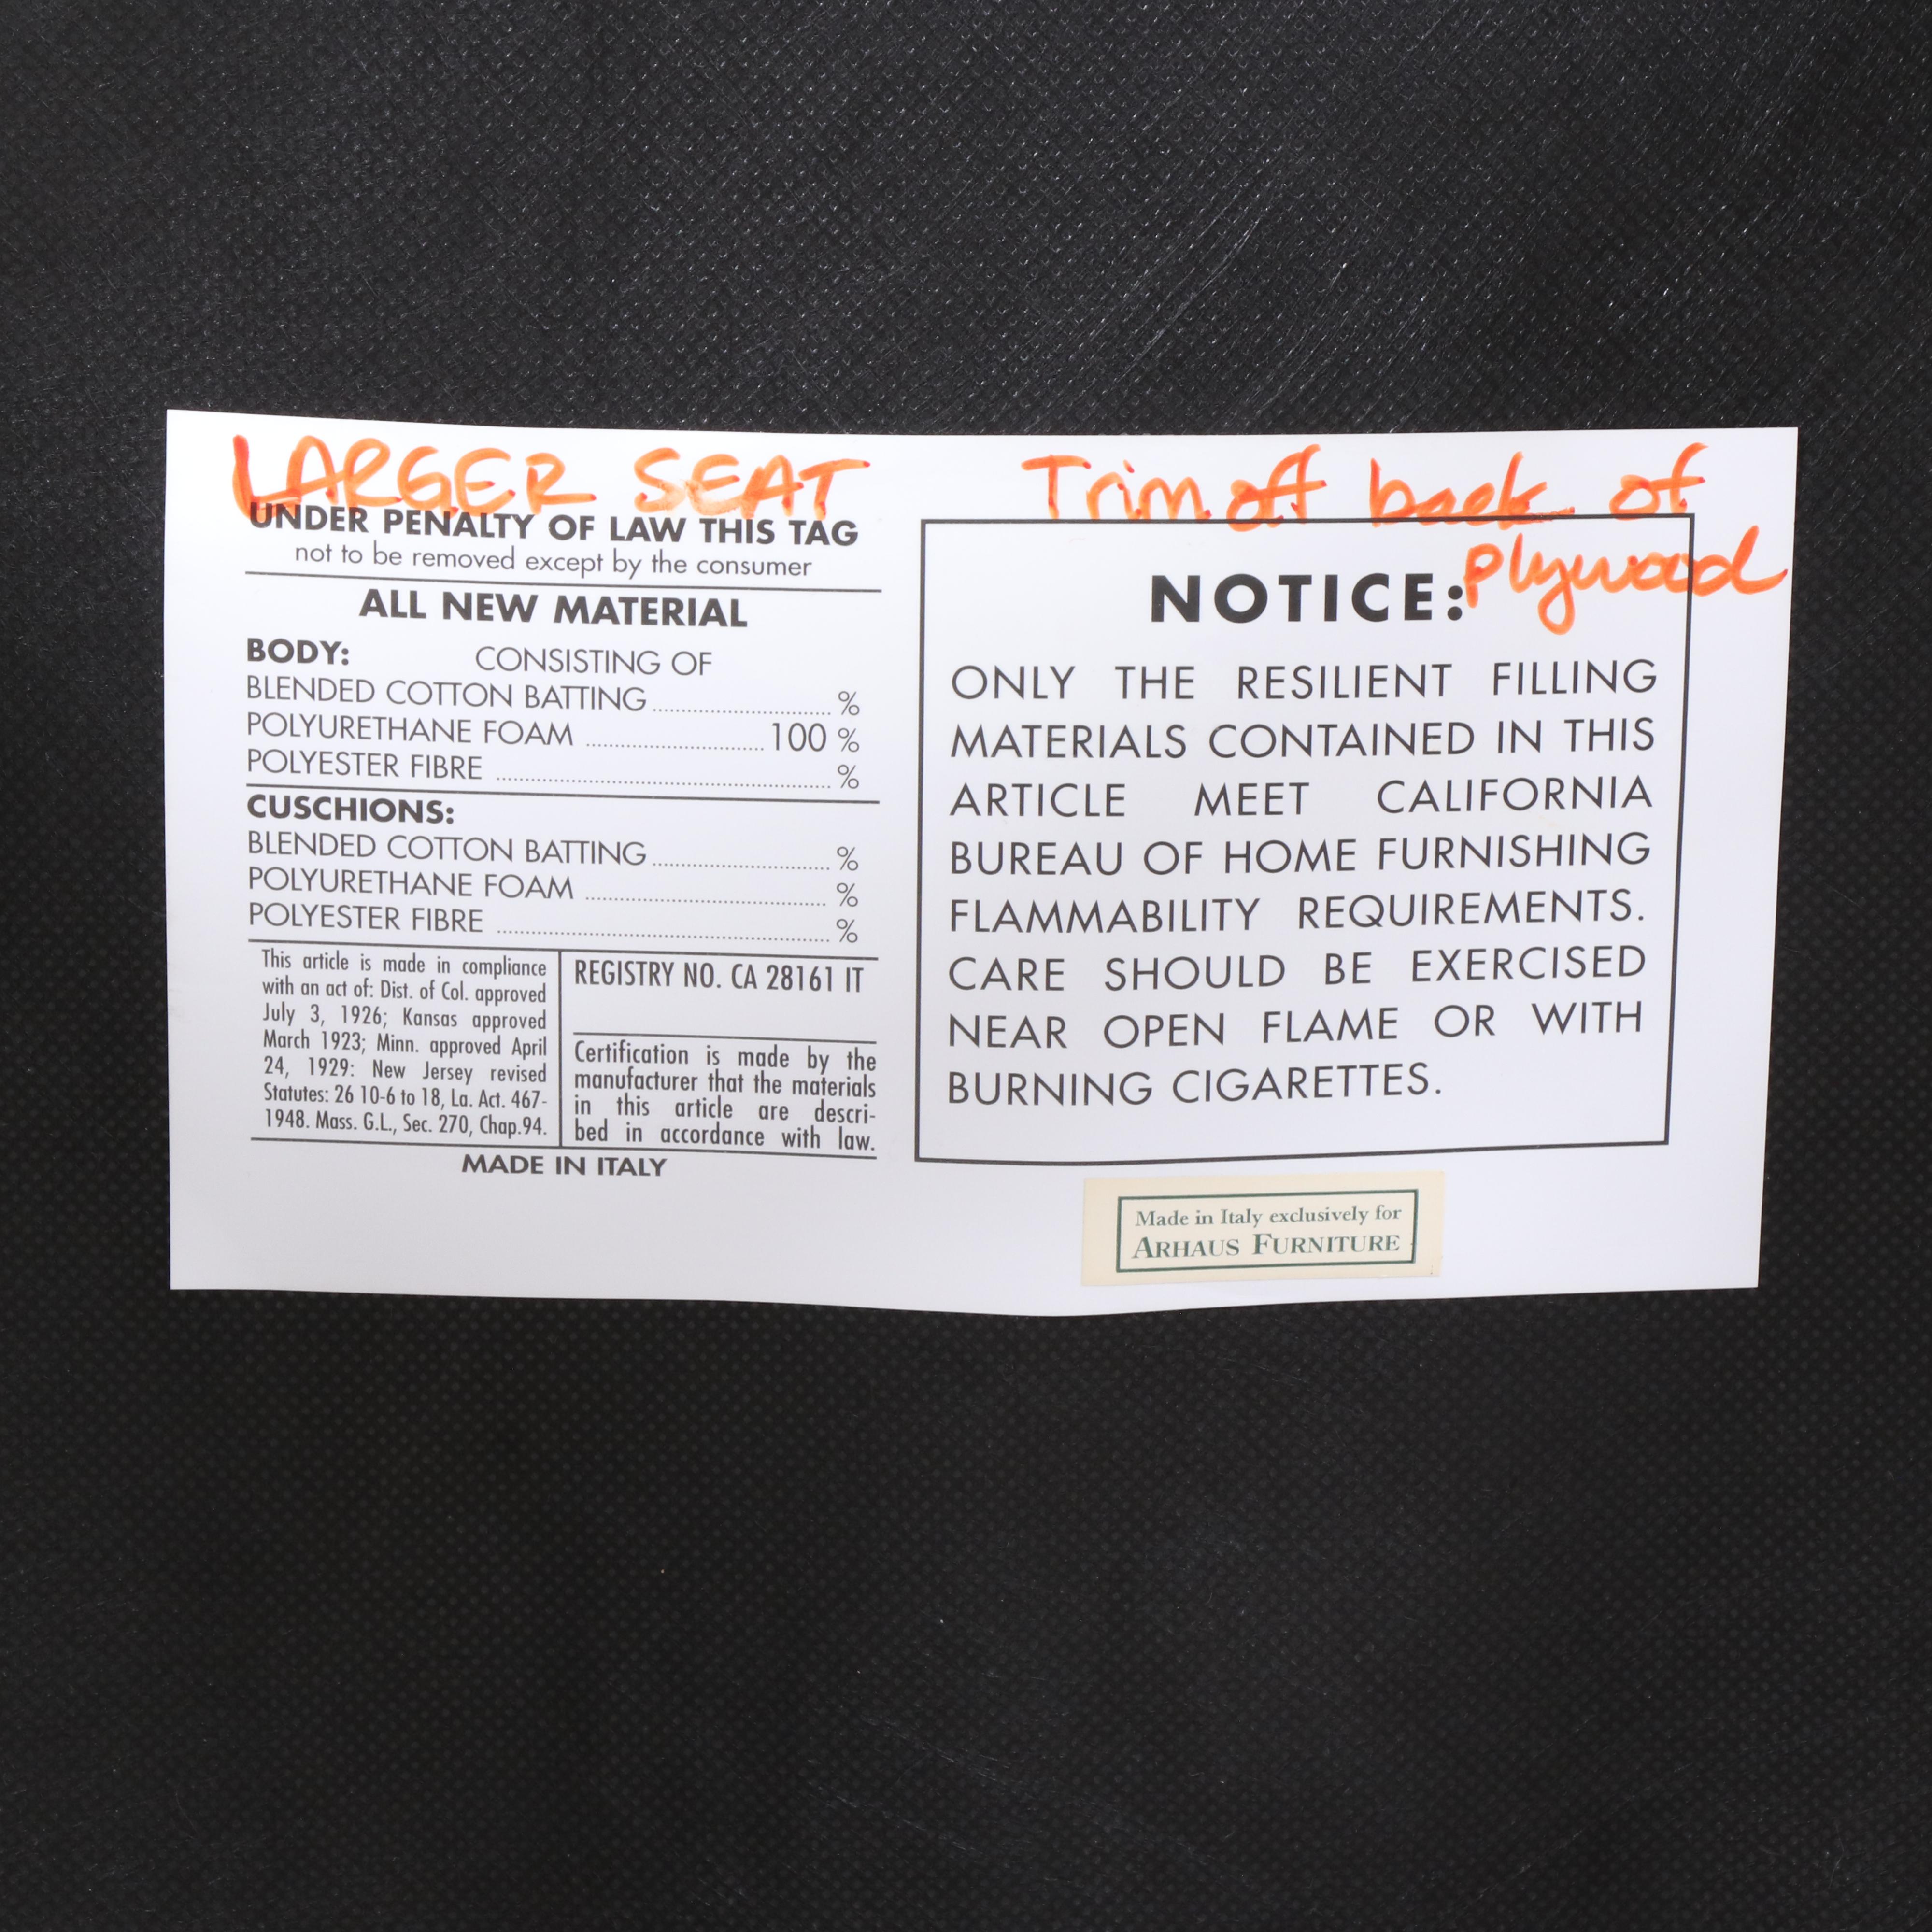 LARGER SEAT
UNDER PENALTY OF LAW THIS TAG
not to be removed except by the consumer
ALL NEW MATERIAL
BODY: CONSISTING OF
BLENDED COTTON BATTING.......... %
POLYURETHANE FOAM .......... 100 %
POLYESTER FIBRE .......... %
CUSCHIONS:
BLENDED COTTON BATTING.......... %
POLYURETHANE FOAM .......... %
POLYESTER FIBRE .......... %
This article is made in compliance
with an act of: Dist. of Col. approved
July 3, 1926; Kansas approved
March 1923; Minn. approved April
24, 1929: New Jersey revised
Statutes: 26 10-6 to 18, La. Act. 467-
1948. Mass. G.L., Sec. 270, Chap.94.
REGISTRY NO. CA 28161 IT
Certification is made by the
manufacturer that the materials
in this article are descri-
bed in accordance with law.
MADE IN ITALY
Trim off back of
plywood
NOTICE:
ONLY THE RESILIENT FILLING
MATERIALS CONTAINED IN THIS
ARTICLE MEET CALIFORNIA
BUREAU OF HOME FURNISHING
FLAMMABILITY REQUIREMENTS.
CARE SHOULD BE EXERCISED
NEAR OPEN FLAME OR WITH
BURNING CIGARETTES.
Made in Italy exclusively for
ARHAUS FURNITURE